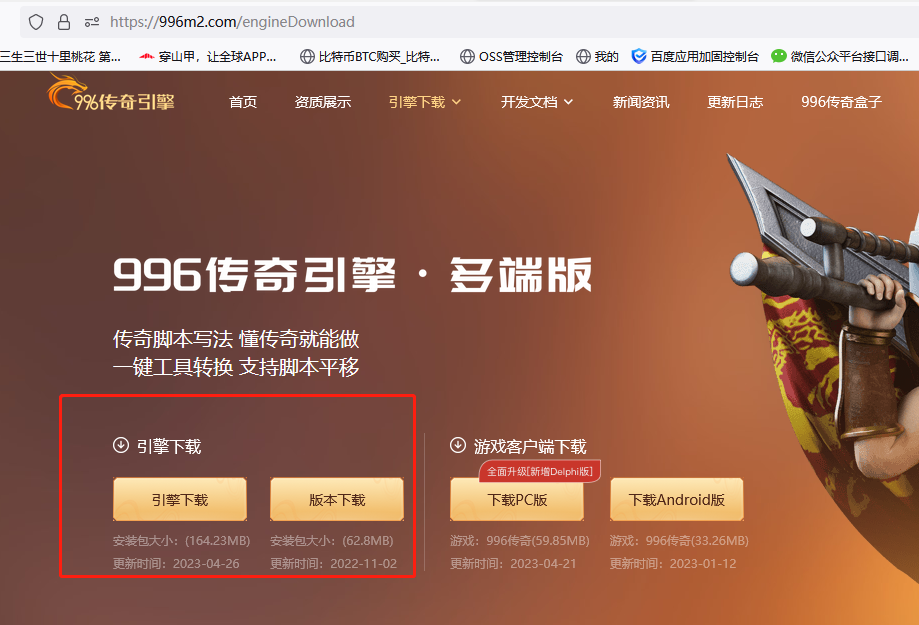 https://996m2.com/engineDownload
三生三世十里桃花 第... 穿山甲，让全球APP... 比特币BTC购买_比特... OSS管理控制台 我的 百度应用加固控制台 微信公众平台接口调...
996传奇引擎 首页 资质展示 引擎下载 开发文档 新闻资讯 更新日志 996传奇盒子
996传奇引擎 · 多端版
传奇脚本写法 懂传奇就能做
一键工具转换 支持脚本平移
引擎下载 游戏客户端下载
全面升级[新增Delphi版]
引擎下载 版本下载 下载PC版 下载Android版
安装包大小：(164.23MB) 安装包大小：(62.8MB) 游戏：996传奇(59.85MB) 游戏：996传奇(33.26MB)
更新时间：2023-04-26 更新时间：2022-11-02 更新时间：2023-04-21 更新时间：2023-01-12